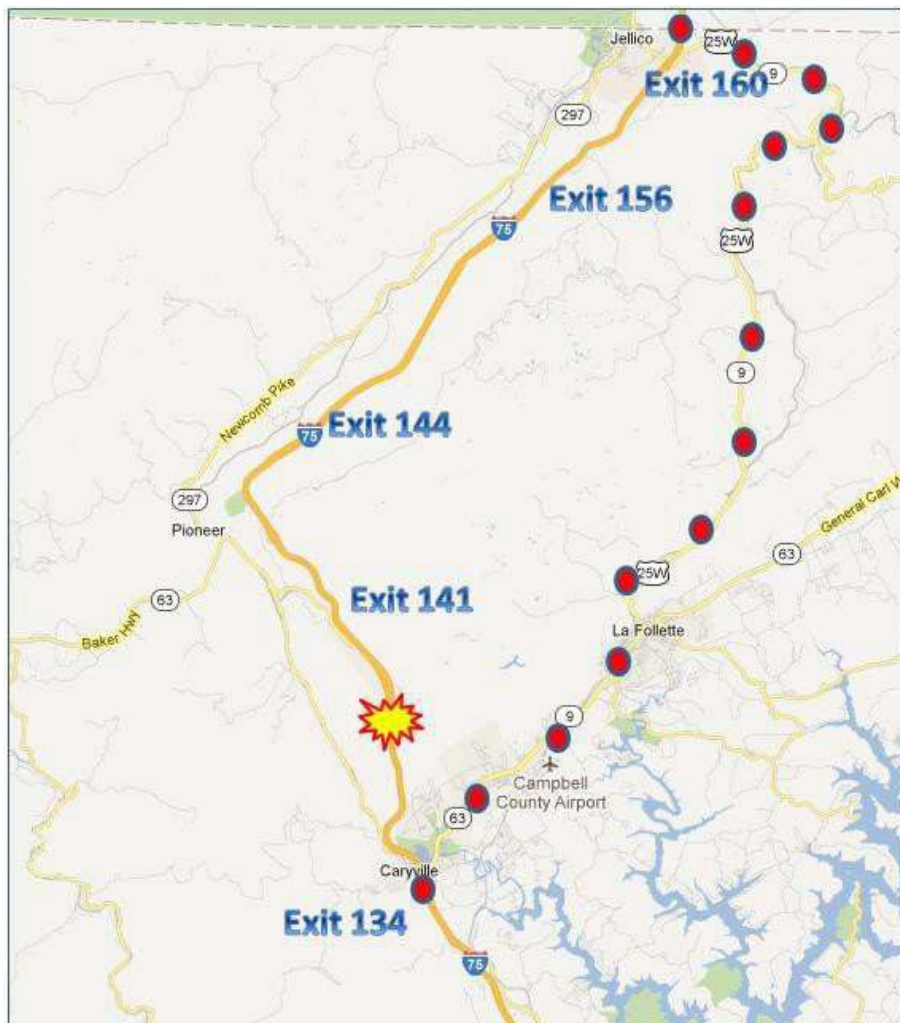 Jellico
25W
9
Exit 160
297
Exit 156
75
25W
9
Newcomb Pike
75
Exit 144
297
Pioneer
General Carl W
63
25W
63
Exit 141
Baker Hwy
La Follette
9
Campbell
County Airport
63
Caryville
Exit 134
75